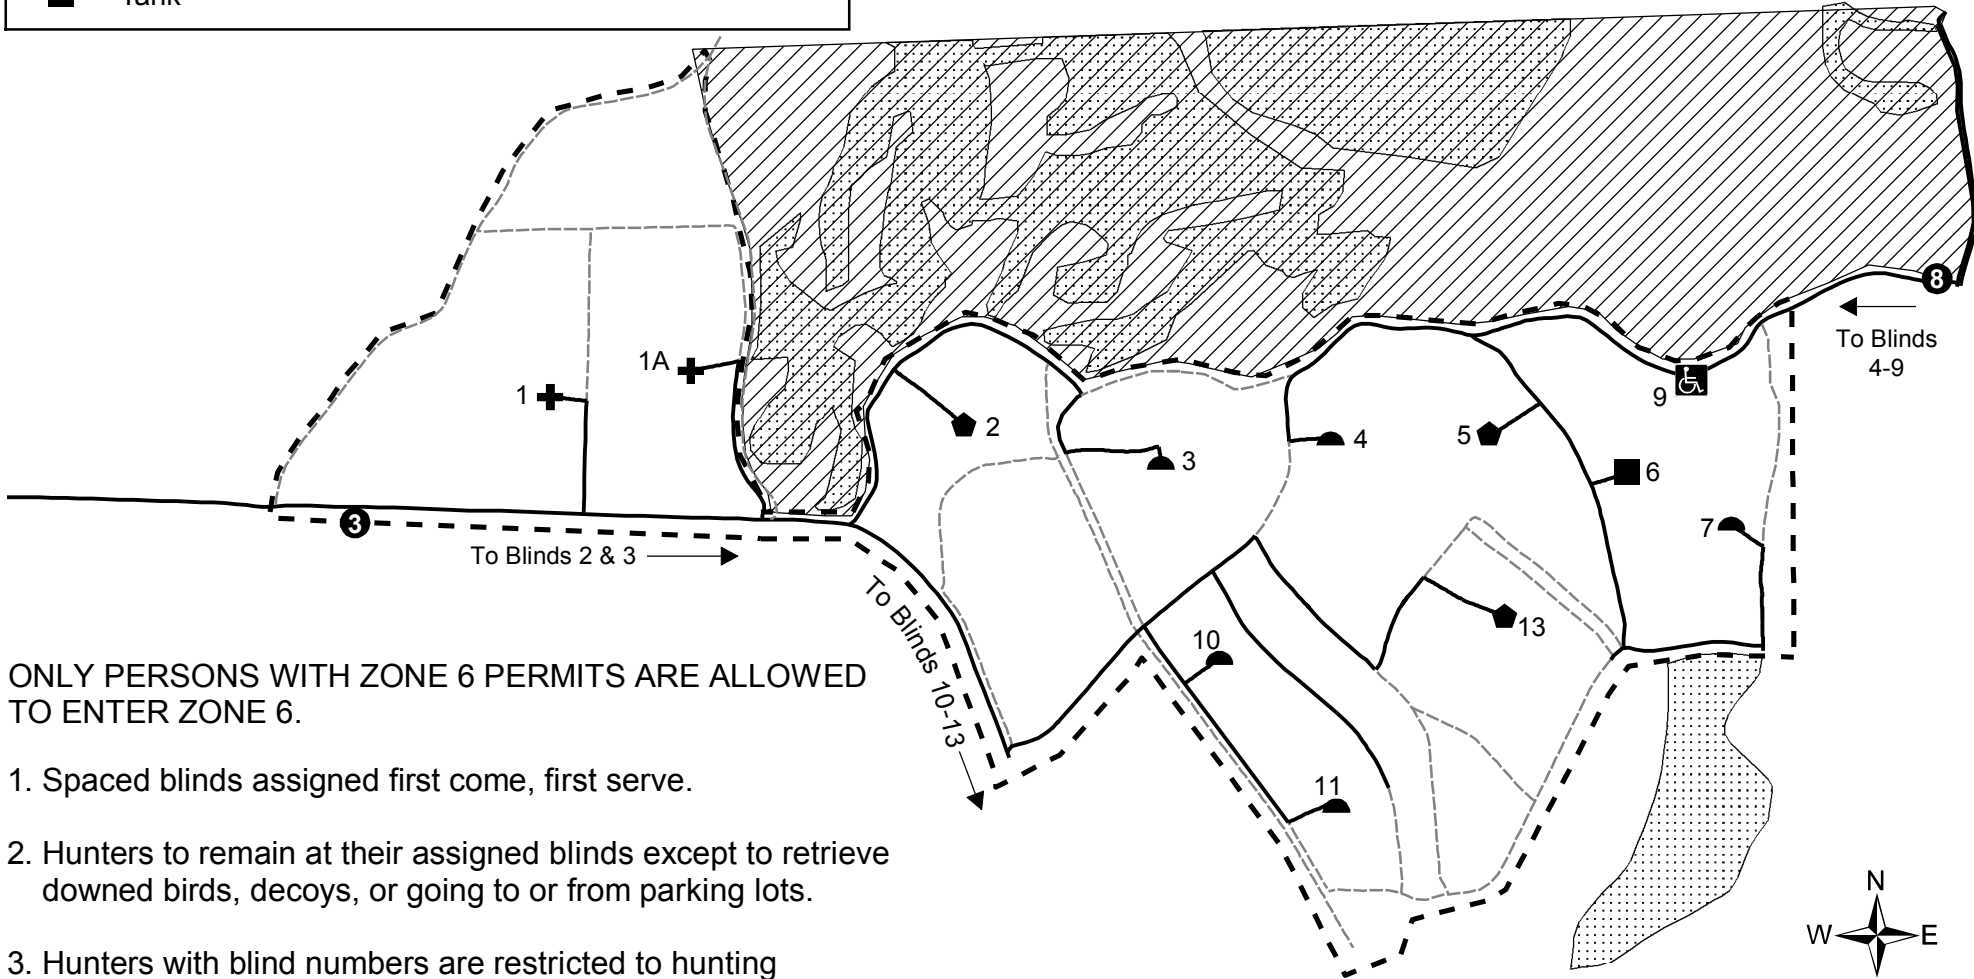 Tank
8
To Blinds
4-9
1A
1
9
2
4
5
3
6
3
7
To Blinds 2 & 3
To Blinds 10-13
13
10
11
ONLY PERSONS WITH ZONE 6 PERMITS ARE ALLOWED
TO ENTER ZONE 6.
1. Spaced blinds assigned first come, first serve.
2. Hunters to remain at their assigned blinds except to retrieve
downed birds, decoys, or going to or from parking lots.
3. Hunters with blind numbers are restricted to hunting
N
W
E